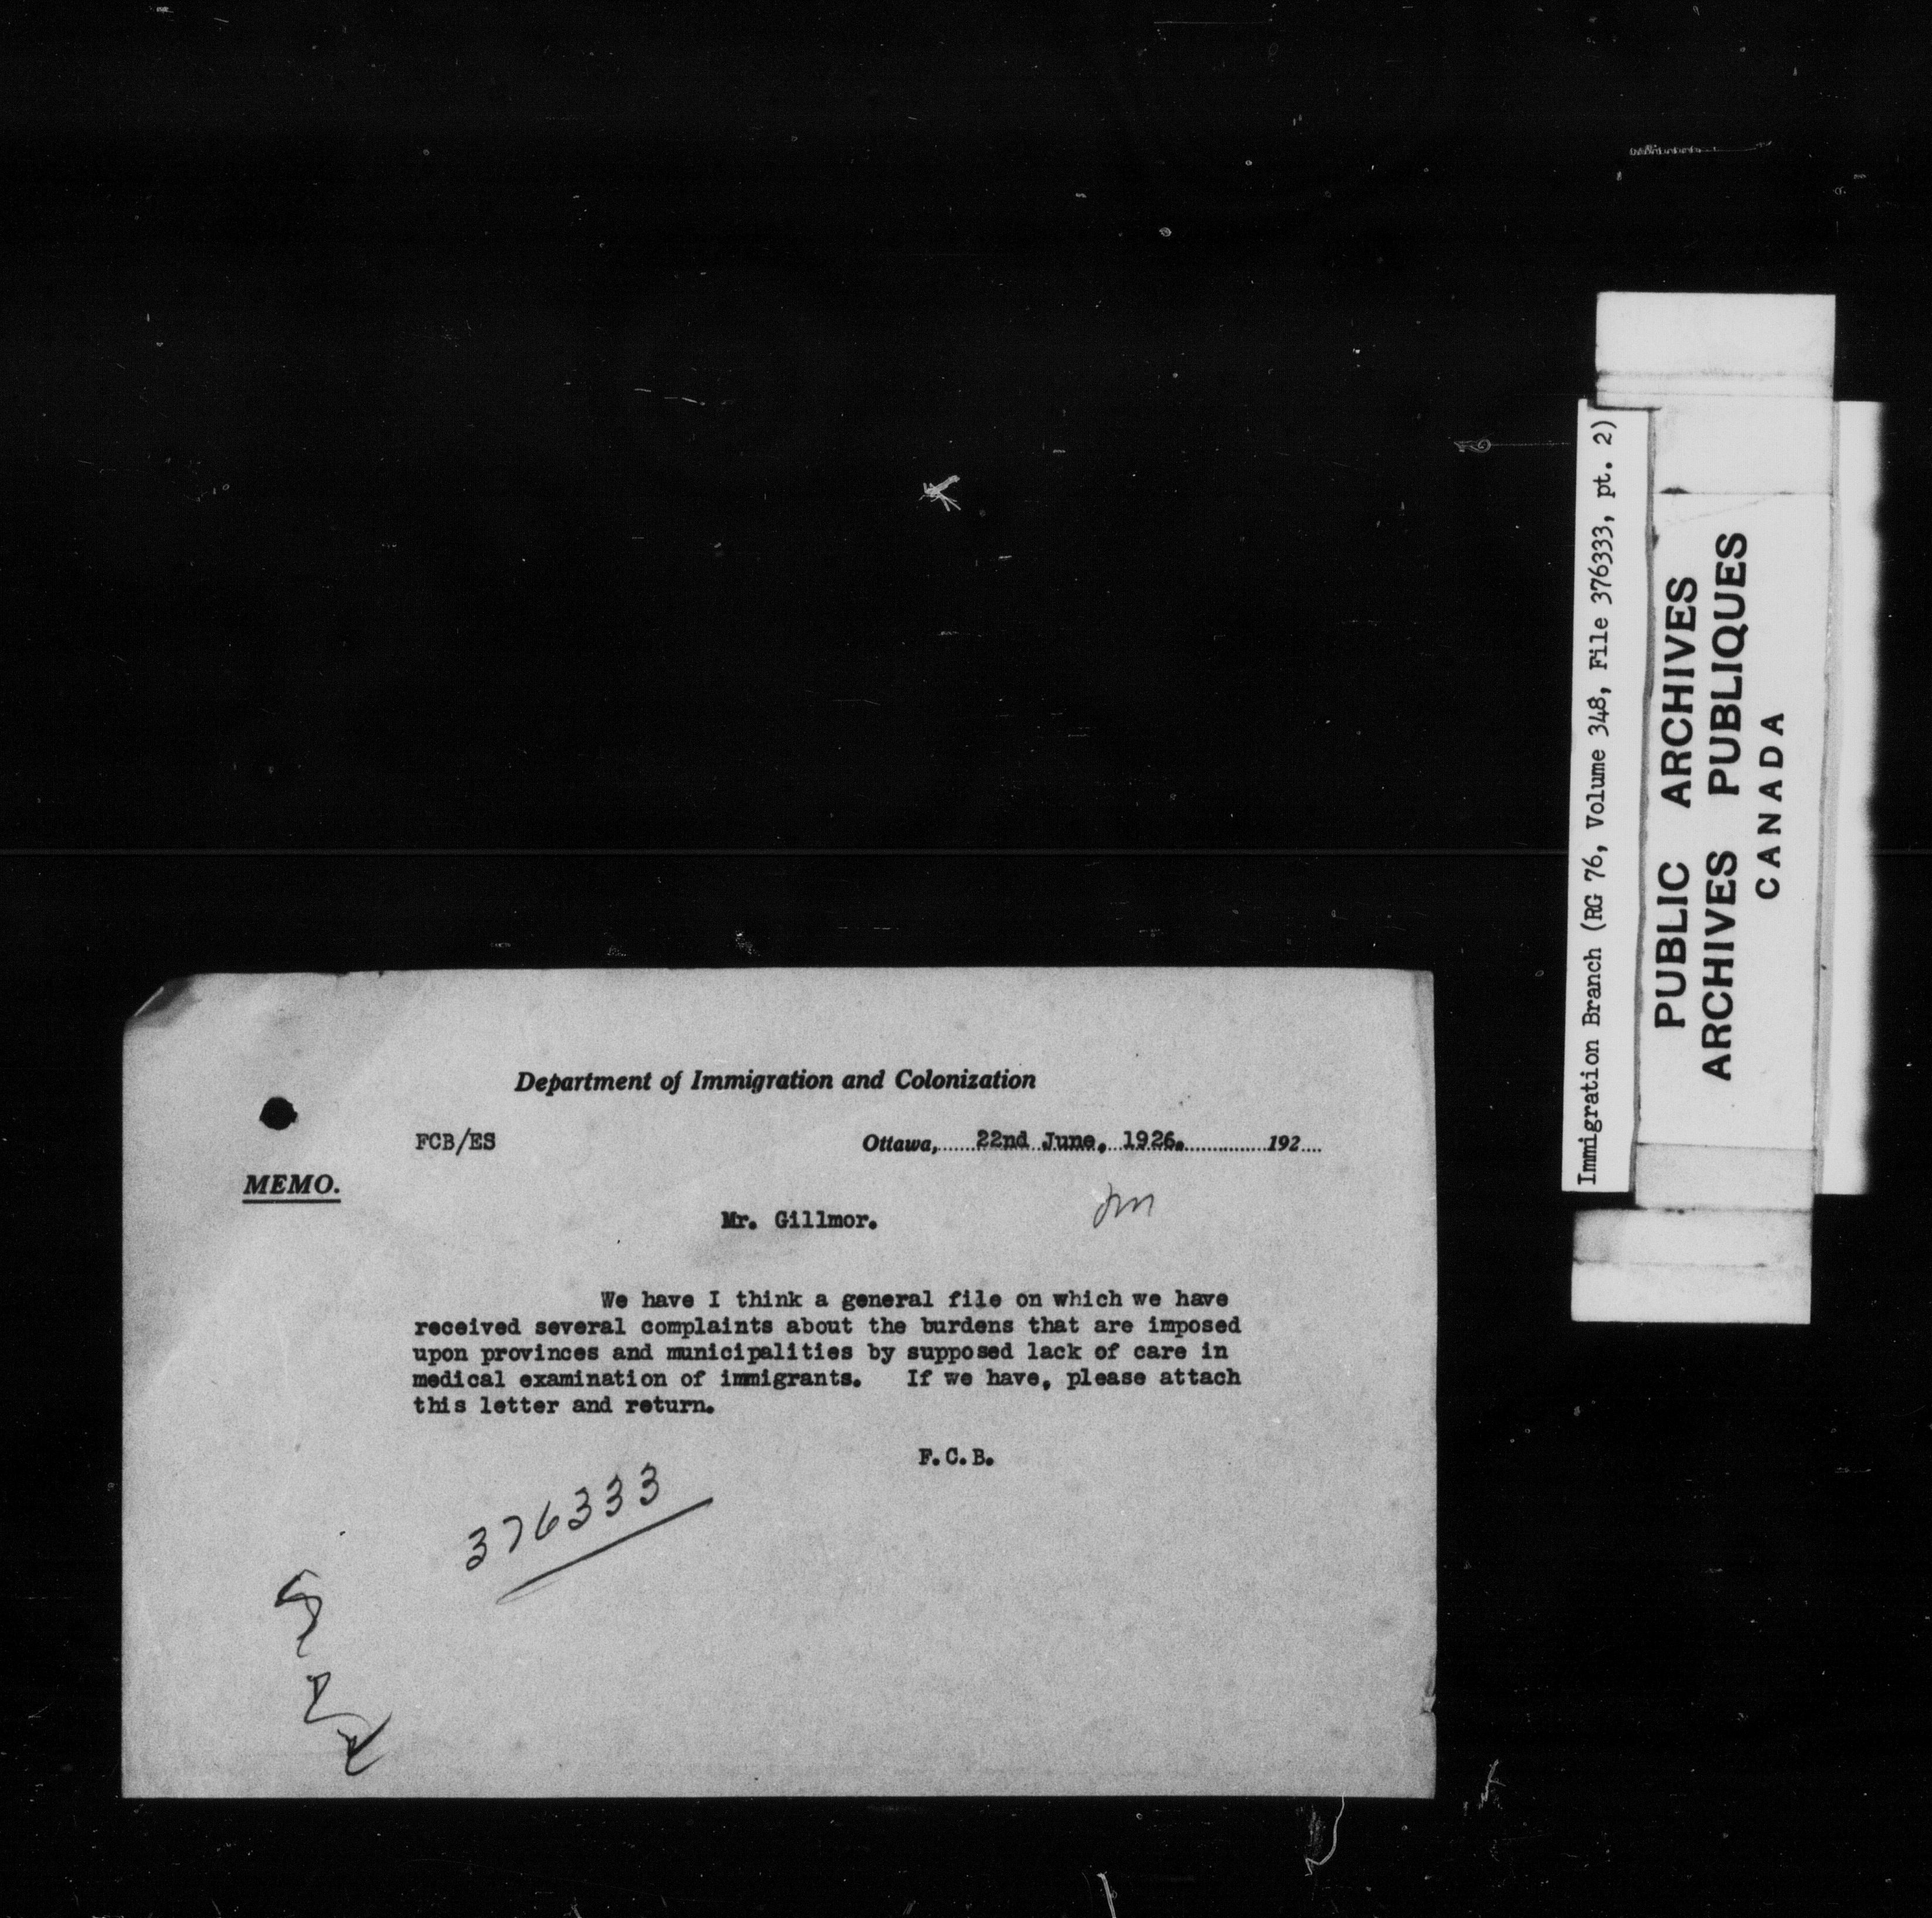 Department of Immigration and Colonization
FCB/ES
Ottawa, 22nd June, 1926. 192
MEMO.
Mr. Gillmor.
We have I think a general file on which we have
received several complaints about the burdens that are imposed
upon provinces and municipalities by supposed lack of care in
medical examination of immigrants. If we have, please attach
this letter and return.
F.C.B.
376333
Immigration Branch (RG 76, Volume 348, File 376333, pt. 2)
PUBLIC ARCHIVES
ARCHIVES PUBLIQUES
CANADA